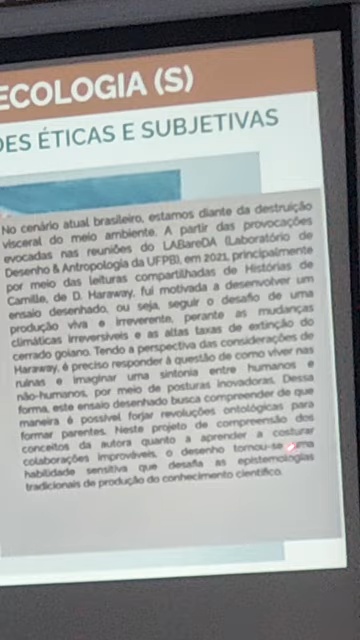 ECOLOGIA (S)
ÕES ÉTICAS E SUBJETIVAS
No cenário atual brasileiro, estamos diante da destruição
visceral do meio ambiente. A partir das provocações
evocadas nas reuniões do LABareDA (Laboratório de
Desenho & Antropologia da UFPB), em 2021, principalmente
por meio das leituras compartilhadas de Histórias de
Camille, de D. Haraway, fui motivada a desenvolver um
ensaio desenhado, ou seja, seguir o desafio de uma
produção viva e irreverente, perante as mudanças
climáticas irreversíveis e as altas taxas de extinção do
cerrado goiano. Tendo a perspectiva das considerações de
Haraway, é preciso responder à questão de como viver nas
ruínas e imaginar uma sintonia entre humanos e
não-humanos, por meio de posturas inovadoras. Dessa
forma, este ensaio desenhado busca compreender de que
maneira é possível forjar revoluções ontológicas para
formar parentes. Neste projeto de compreensão dos
conceitos da autora quanto a aprender a costurar
colaborações improváveis, o desenho tornou-se uma
habilidade sensitiva que desafia as epistemologias
tradicionais de produção do conhecimento científico.